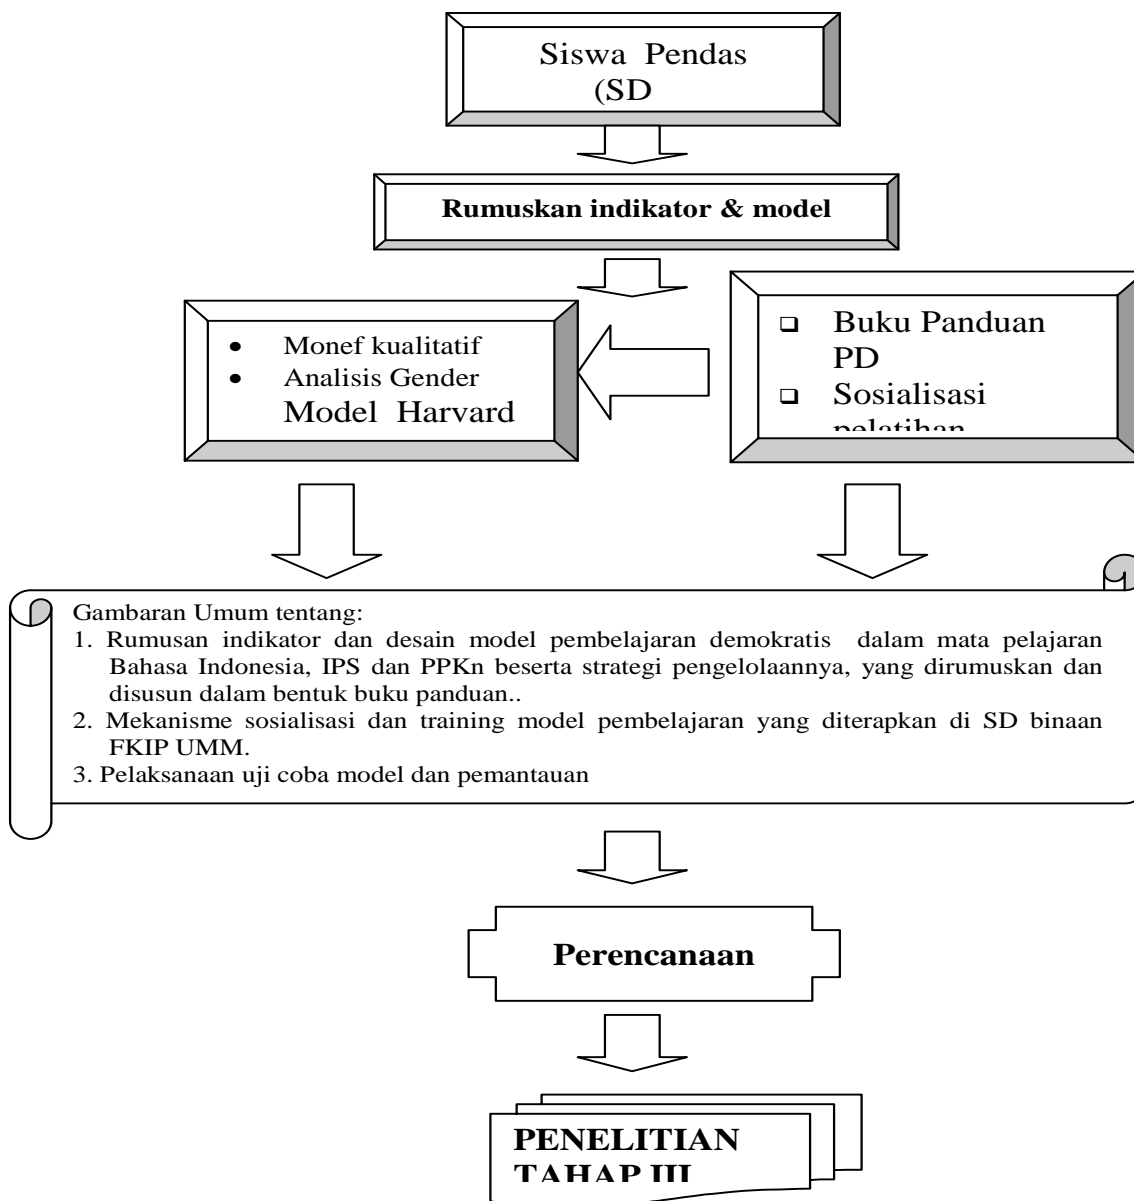 Siswa Pendas
(SD
Rumuskan indikator & model
• Monef kualitatif
• Analisis Gender
Model Harvard
❑ Buku Panduan
PD
❑ Sosialisasi
pelatihan
Gambaran Umum tentang:
1. Rumusan indikator dan desain model pembelajaran demokratis dalam mata pelajaran
Bahasa Indonesia, IPS dan PPKn beserta strategi pengelolaannya, yang dirumuskan dan
disusun dalam bentuk buku panduan..
2. Mekanisme sosialisasi dan training model pembelajaran yang diterapkan di SD binaan
FKIP UMM.
3. Pelaksanaan uji coba model dan pemantauan
Perencanaan
PENELITIAN
TAHAP III